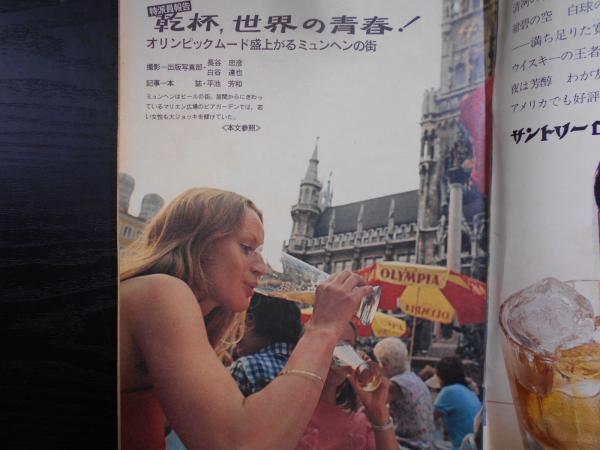 特派員報告
乾杯,世界の青春!
オリンピックムード盛上がるミュンヘンの街
撮影―出版写真部・長谷 忠彦
白谷 達也
記事―本 誌・平池 芳和
ミュンヘンはビールの街。昼間からにぎわっ
ているマリエン広場のビアガーデンでは、若
い女性も大ジョッキを傾けていた。
<本文参照>
OLYMPIA
OLYMPIA
紺碧の空 白球の
――満ち足りた寛
ウイスキーの王者
夜は芳醇 わが友
アメリカでも好評
サントリー